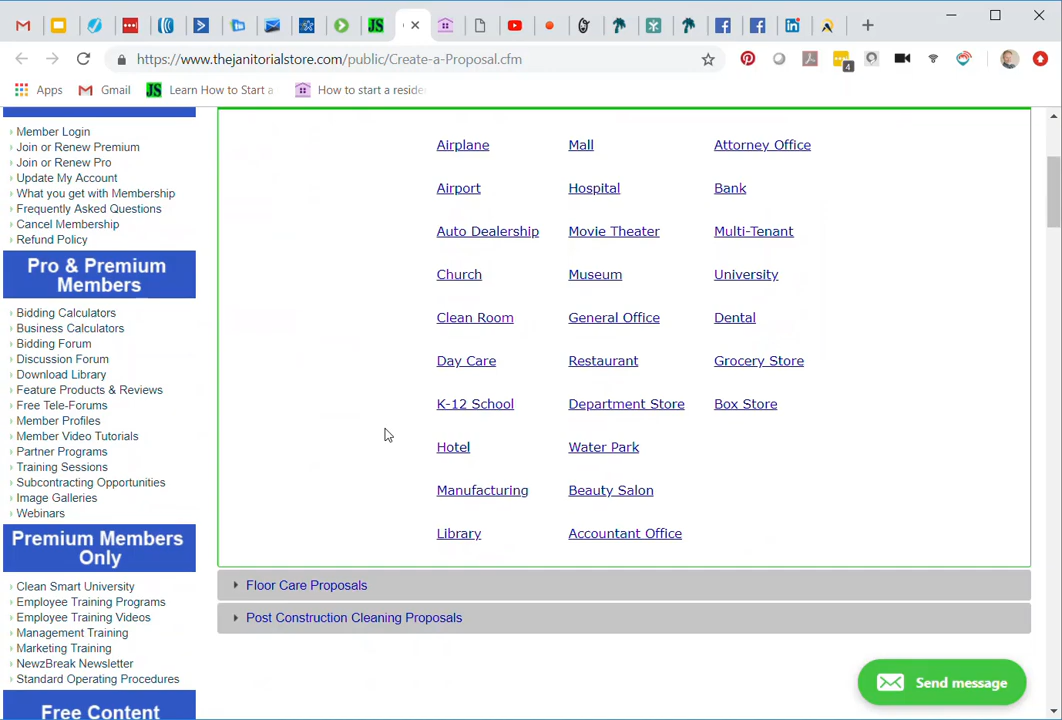 https://www.thejanitorialstore.com/public/Create-a-Proposal.cfm
4
Apps
Gmail
JS
Learn How to Start a
How to start a reside
Member Login
Join or Renew Premium
Join or Renew Pro
Update My Account
What you get with Membership
Frequently Asked Questions
Cancel Membership
Refund Policy
Pro & Premium
Members
Bidding Calculators
Business Calculators
Bidding Forum
Discussion Forum
Download Library
Feature Products & Reviews
Free Tele-Forums
Member Profiles
Member Video Tutorials
Partner Programs
Training Sessions
Subcontracting Opportunities
Image Galleries
Webinars
Premium Members
Only
Clean Smart University
Employee Training Programs
Employee Training Videos
Management Training
Marketing Training
NewzBreak Newsletter
Standard Operating Procedures
Free Content
Airplane
Mall
Attorney Office
Airport
Hospital
Bank
Auto Dealership
Movie Theater
Multi-Tenant
Church
Museum
University
Clean Room
General Office
Dental
Day Care
Restaurant
Grocery Store
K-12 School
Department Store
Box Store
Hotel
Water Park
Manufacturing
Beauty Salon
Library
Accountant Office
Floor Care Proposals
Post Construction Cleaning Proposals
Send message